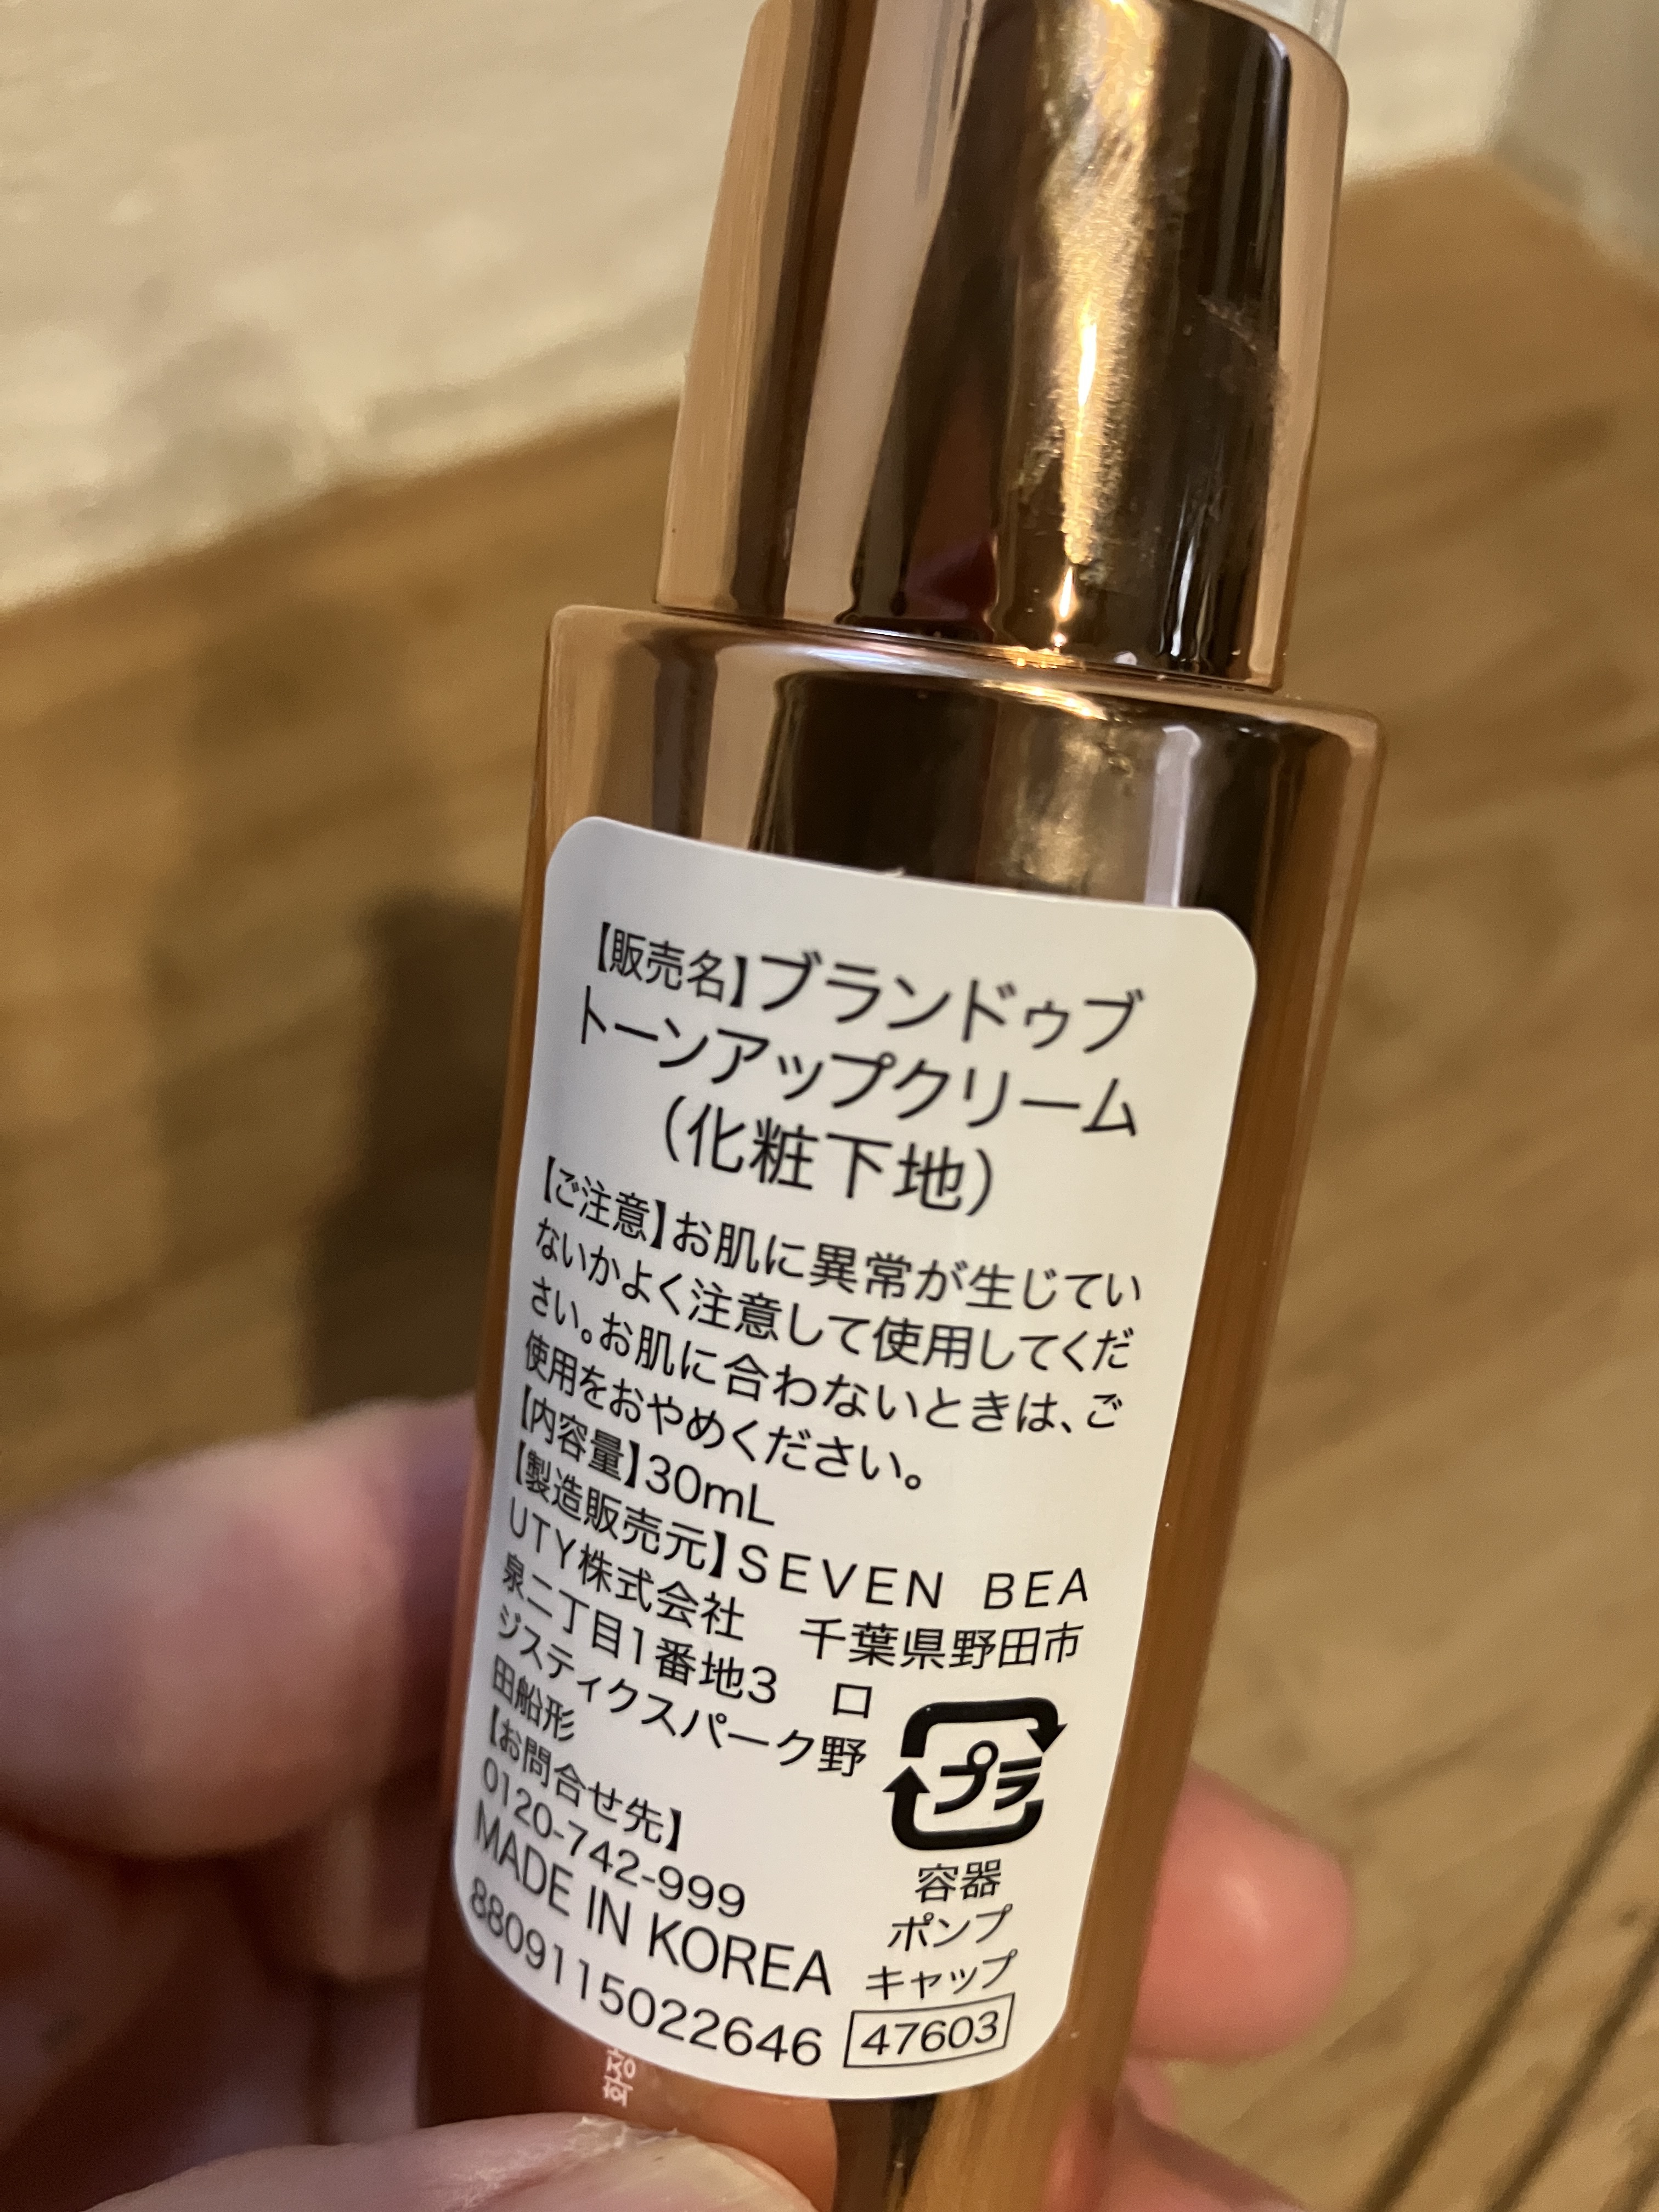 【販売名】ブランドゥブ
トーンアップクリーム
（化粧下地）
【ご注意】お肌に異常が生じてい
ないかよく注意して使用してくだ
さい。お肌に合わないときは、ご
使用をおやめください。
【内容量】30mL
【製造販売元】SEVEN BEA
UTY株式会社　千葉県野田市
泉二丁目1番地3　ロ
ジスティクスパーク野
田船形
【お問合せ先】
0120-742-999
MADE IN KOREA
8809115022646
プラ
容器
ポンプ
キャップ
47603